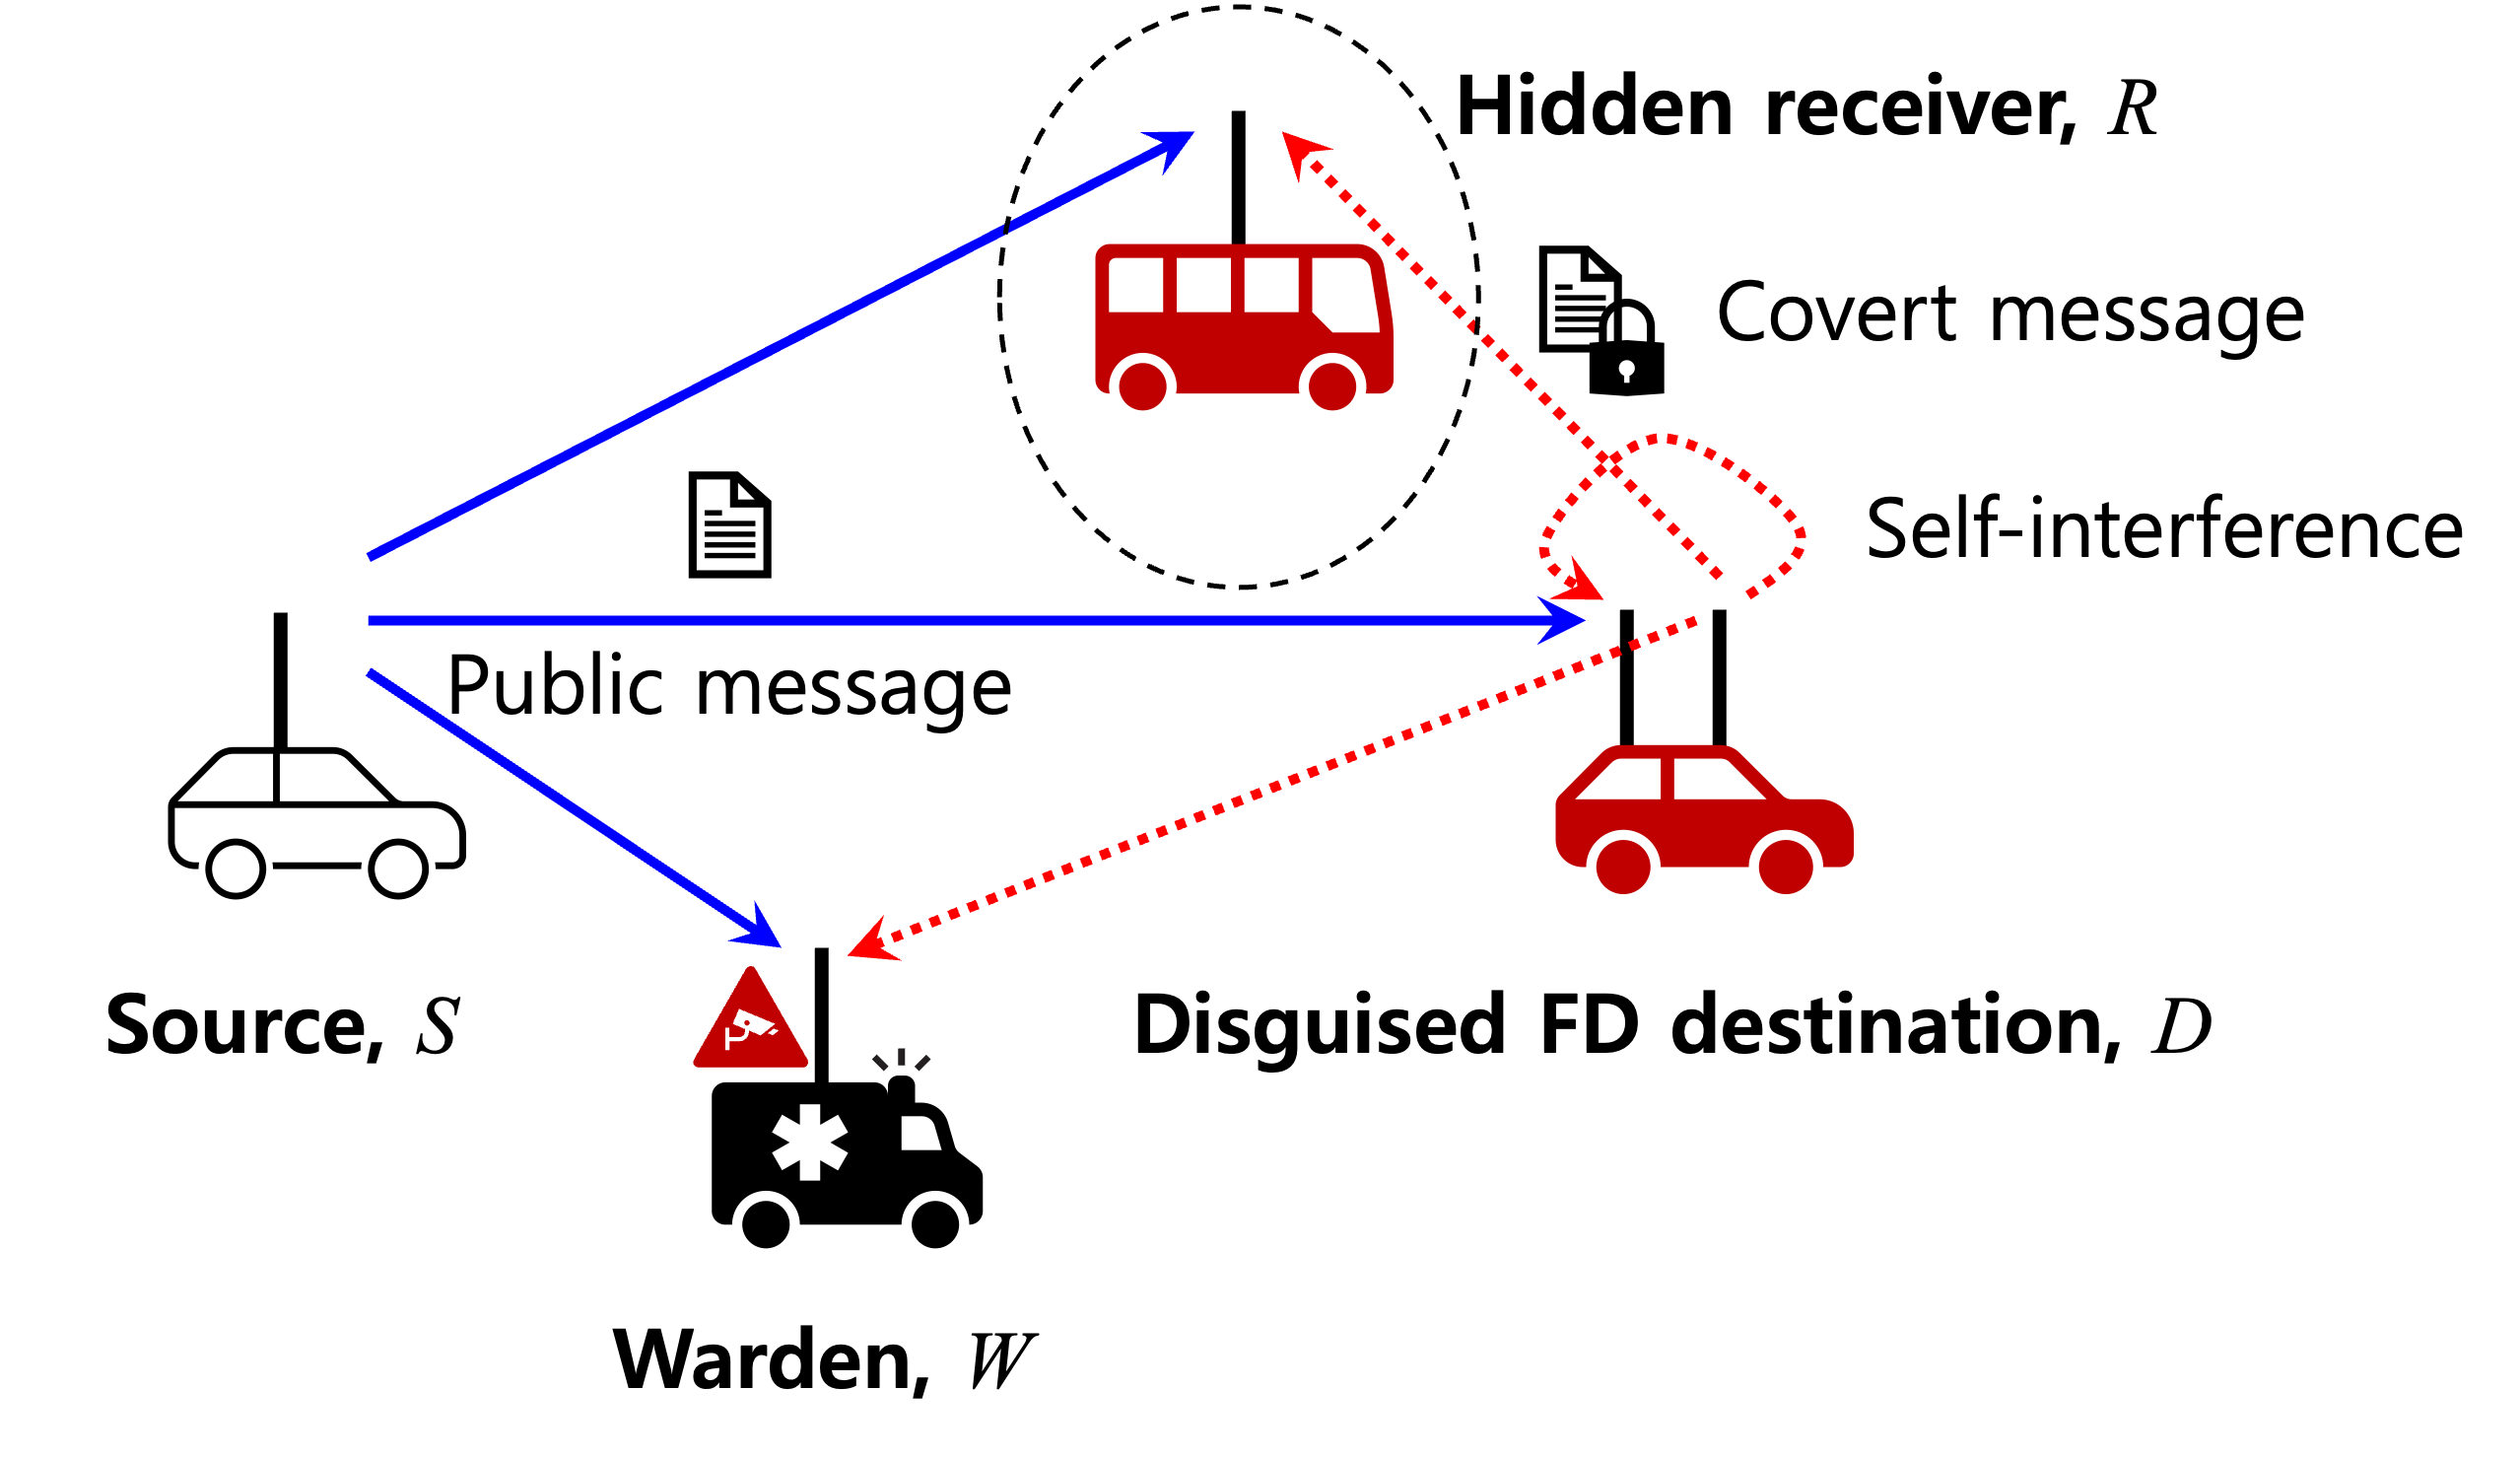 Hidden receiver, R
Covert message
Self-interference
Public message
Source, S
Disguised FD destination, D
Warden, W